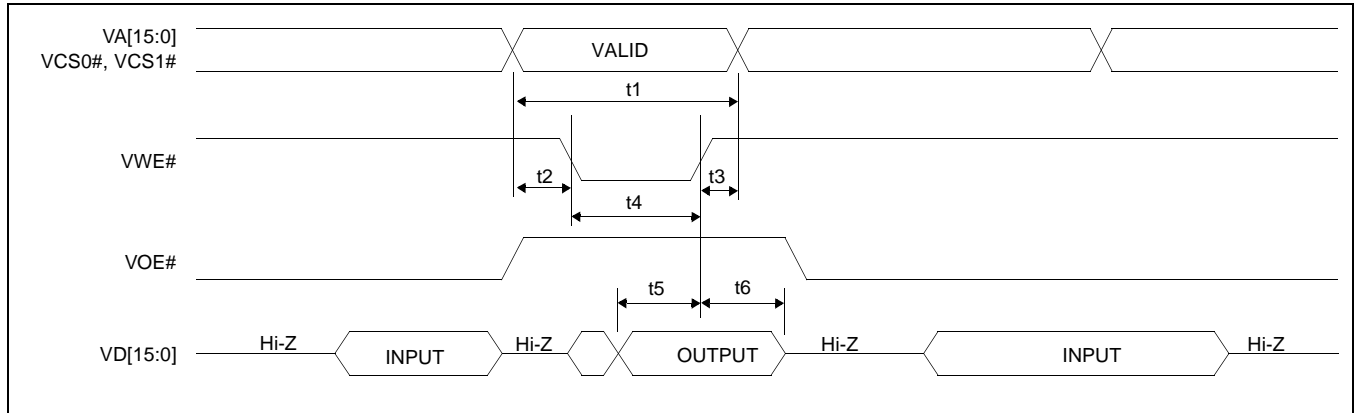 VA[15:0]
VCS0#, VCS1#
VALID
t1
VWE#
t2
t3
t4
VOE#
t5
t6
VD[15:0]
Hi-Z
INPUT
Hi-Z
OUTPUT
Hi-Z
INPUT
Hi-Z